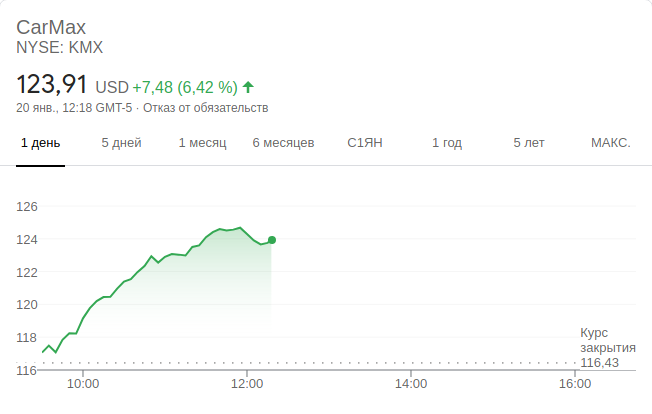 CarMax
NYSE: KMX
123,91 USD +7,48 (6,42 %)
20 янв., 12:18 GMT-5 · Отказ от обязательств
1 день 5 дней 1 месяц 6 месяцев С1ЯН 1 год 5 лет МАКС.
126
124
122
120
118
116
Курс
закрытия
116,43
10:00 12:00 14:00 16:00